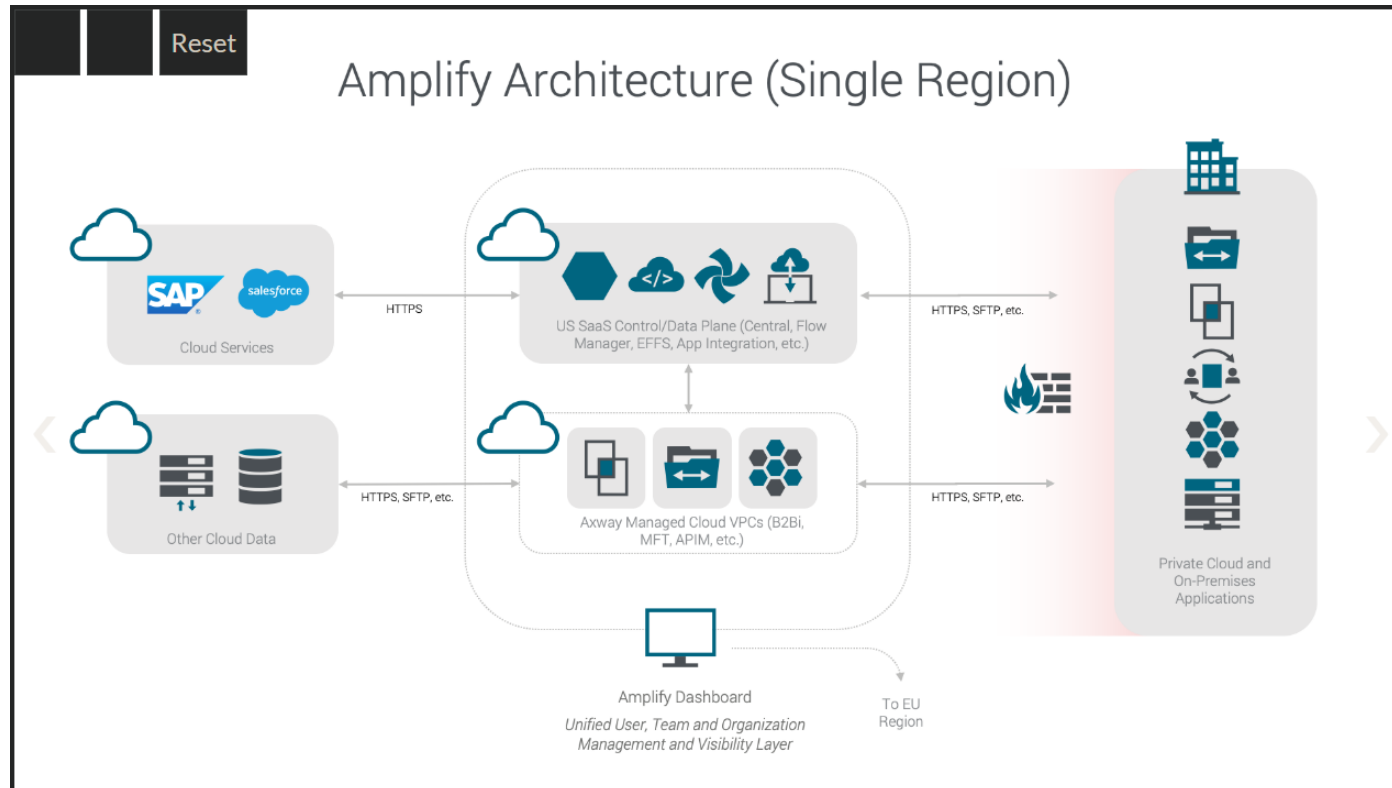 Reset
Amplify Architecture (Single Region)
SAP
®
salesforce
Cloud Services
HTTPS
</>
US SaaS Control/Data Plane (Central, Flow
Manager, EFFS, App Integration, etc.)
HTTPS, SFTP, etc.
Other Cloud Data
HTTPS, SFTP, etc.
Axway Managed Cloud VPCs (B2Bi,
MFT, APIM, etc.)
HTTPS, SFTP, etc.
Private Cloud and
On-Premises
Applications
Amplify Dashboard
Unified User, Team and Organization
Management and Visibility Layer
To EU
Region